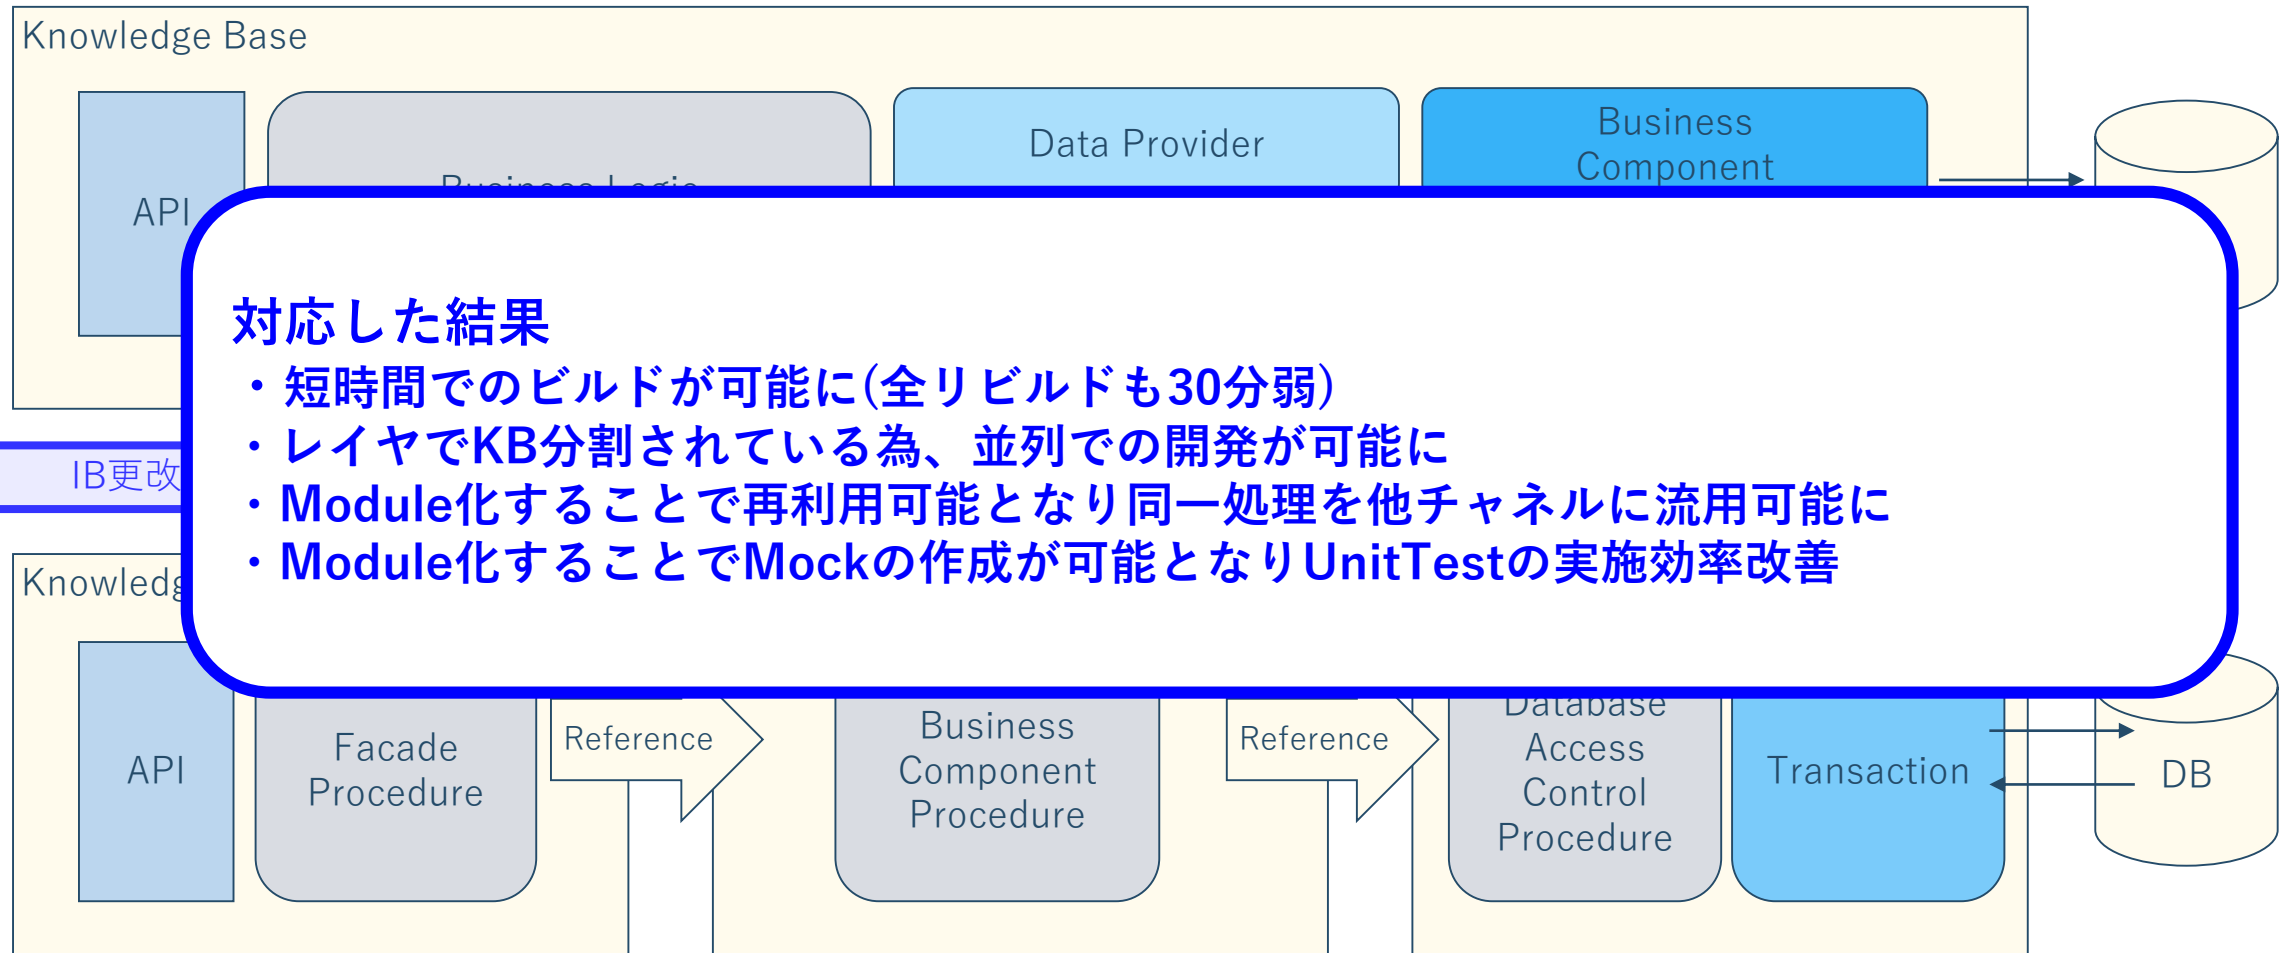 Knowledge Base
API
Business Logic
Data Provider
Business
Component
対応した結果
・短時間でのビルドが可能に(全リビルドも30分弱)
・レイヤでKB分割されている為、並列での開発が可能に
・Module化することで再利用可能となり同一処理を他チャネルに流用可能に
・Module化することでMockの作成が可能となりUnitTestの実施効率改善
IB更改
API
Facade
Procedure
Reference
Business
Component
Procedure
Reference
Database
Access
Control
Procedure
Transaction
DB